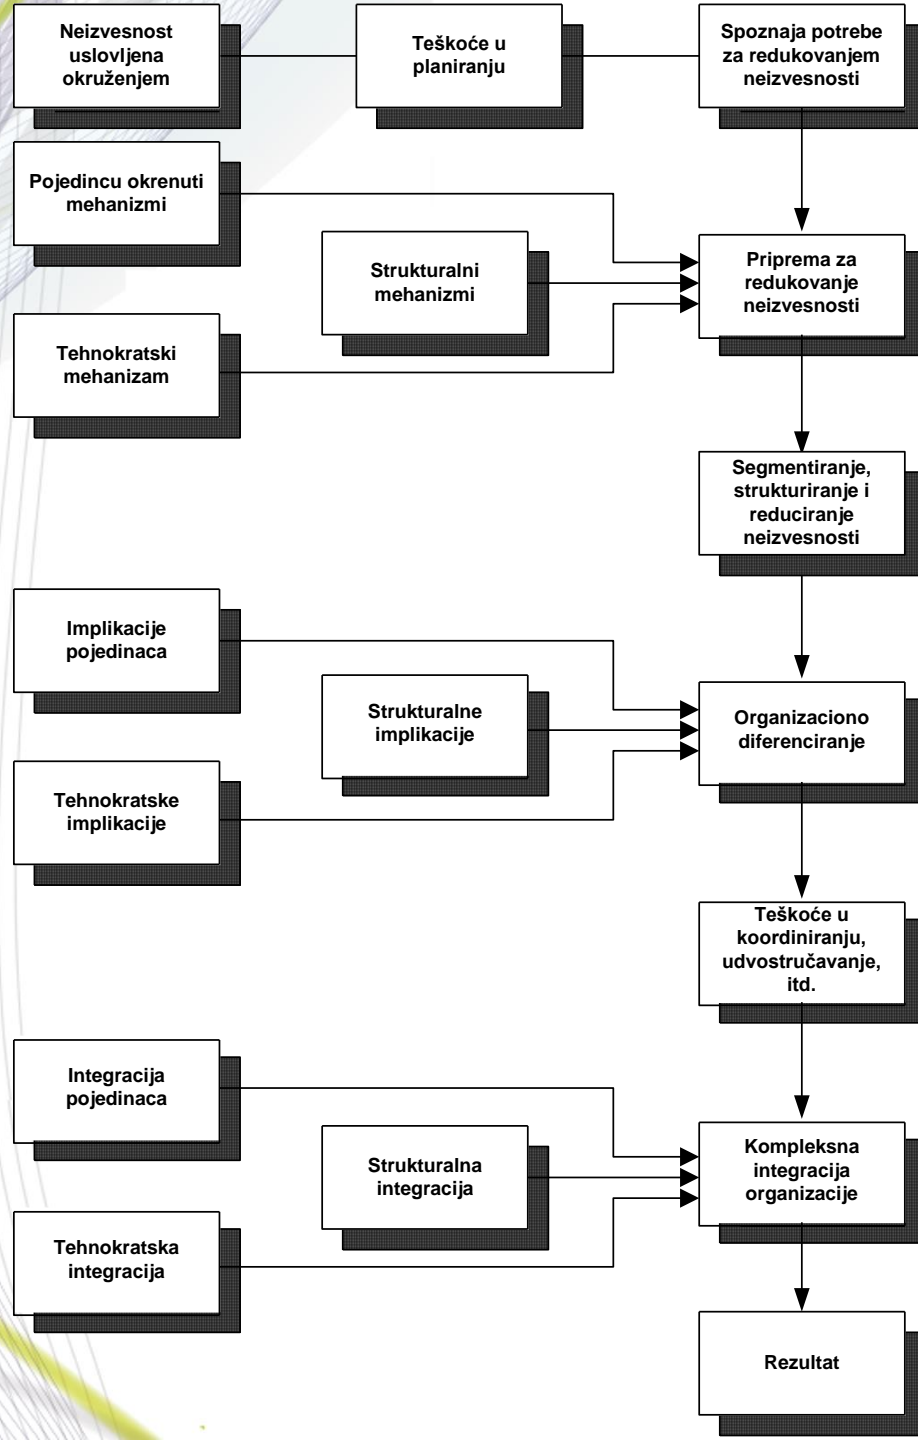 Neizvesnost
uslovljena
okruženjem
Teškoće u
planiranju
Spoznaja potrebe
za redukovanjem
neizvesnosti
Pojedincu okrenuti
mehanizmi
Strukturalni
mehanizmi
Priprema za
redukovanje
neizvesnosti
Tehnokratski
mehanizam
Segmentiranje,
strukturiranje i
reduciranje
neizvesnosti
Implikacije
pojedinaca
Strukturalne
implikacije
Organizaciono
diferenciranje
Tehnokratske
implikacije
Teškoće u
koordiniranju,
udvostručavanje,
itd.
Integracija
pojedinaca
Strukturalna
integracija
Kompleksna
integracija
organizacije
Tehnokratska
integracija
Rezultat